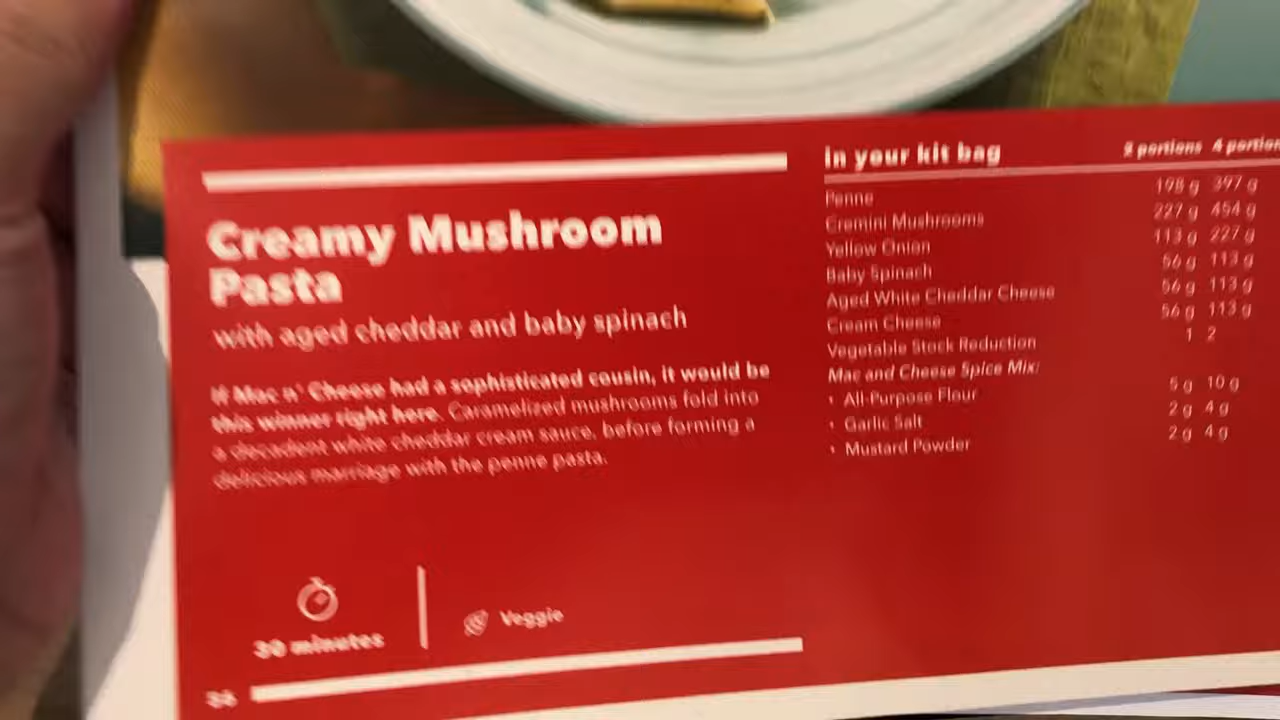 Creamy Mushroom
Pasta
with aged cheddar and baby spinach
If Mac n' Cheese had a sophisticated cousin, it would be
this winner right here. Caramelized mushrooms fold into
a decadent white cheddar cream sauce, before forming a
delicious marriage with the penne pasta.
30 minutes
Veggie
In your kit bag 2 portions 4 portion
Penne 198 g 397 g
Cremini Mushrooms 227 g 454 g
Yellow Onion 113 g 227 g
Baby Spinach 56 g 113 g
Aged White Cheddar Cheese 56 g 113 g
Cream Cheese 56 g 113 g
Vegetable Stock Reduction 1 2
Mac and Cheese Spice Mix:
• All-Purpose Flour 5 g 10 g
• Garlic Salt 2 g 4 g
• Mustard Powder 2 g 4 g